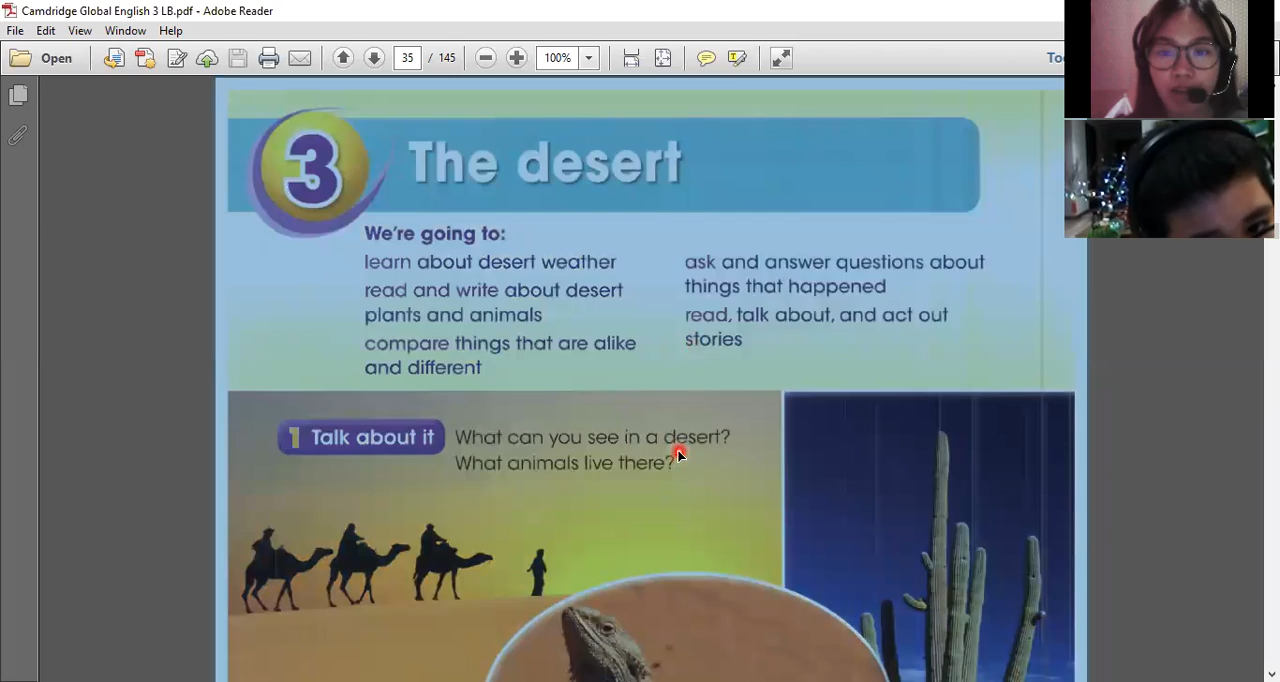 Camdridge Global English 3 LB.pdf - Adobe Reader
File Edit View Window Help
Open 35 / 145 100%
3 The desert
We're going to:
learn about desert weather
read and write about desert
plants and animals
compare things that are alike
and different
ask and answer questions about
things that happened
read, talk about, and act out
stories
1 Talk about it What can you see in a desert?
What animals live there?